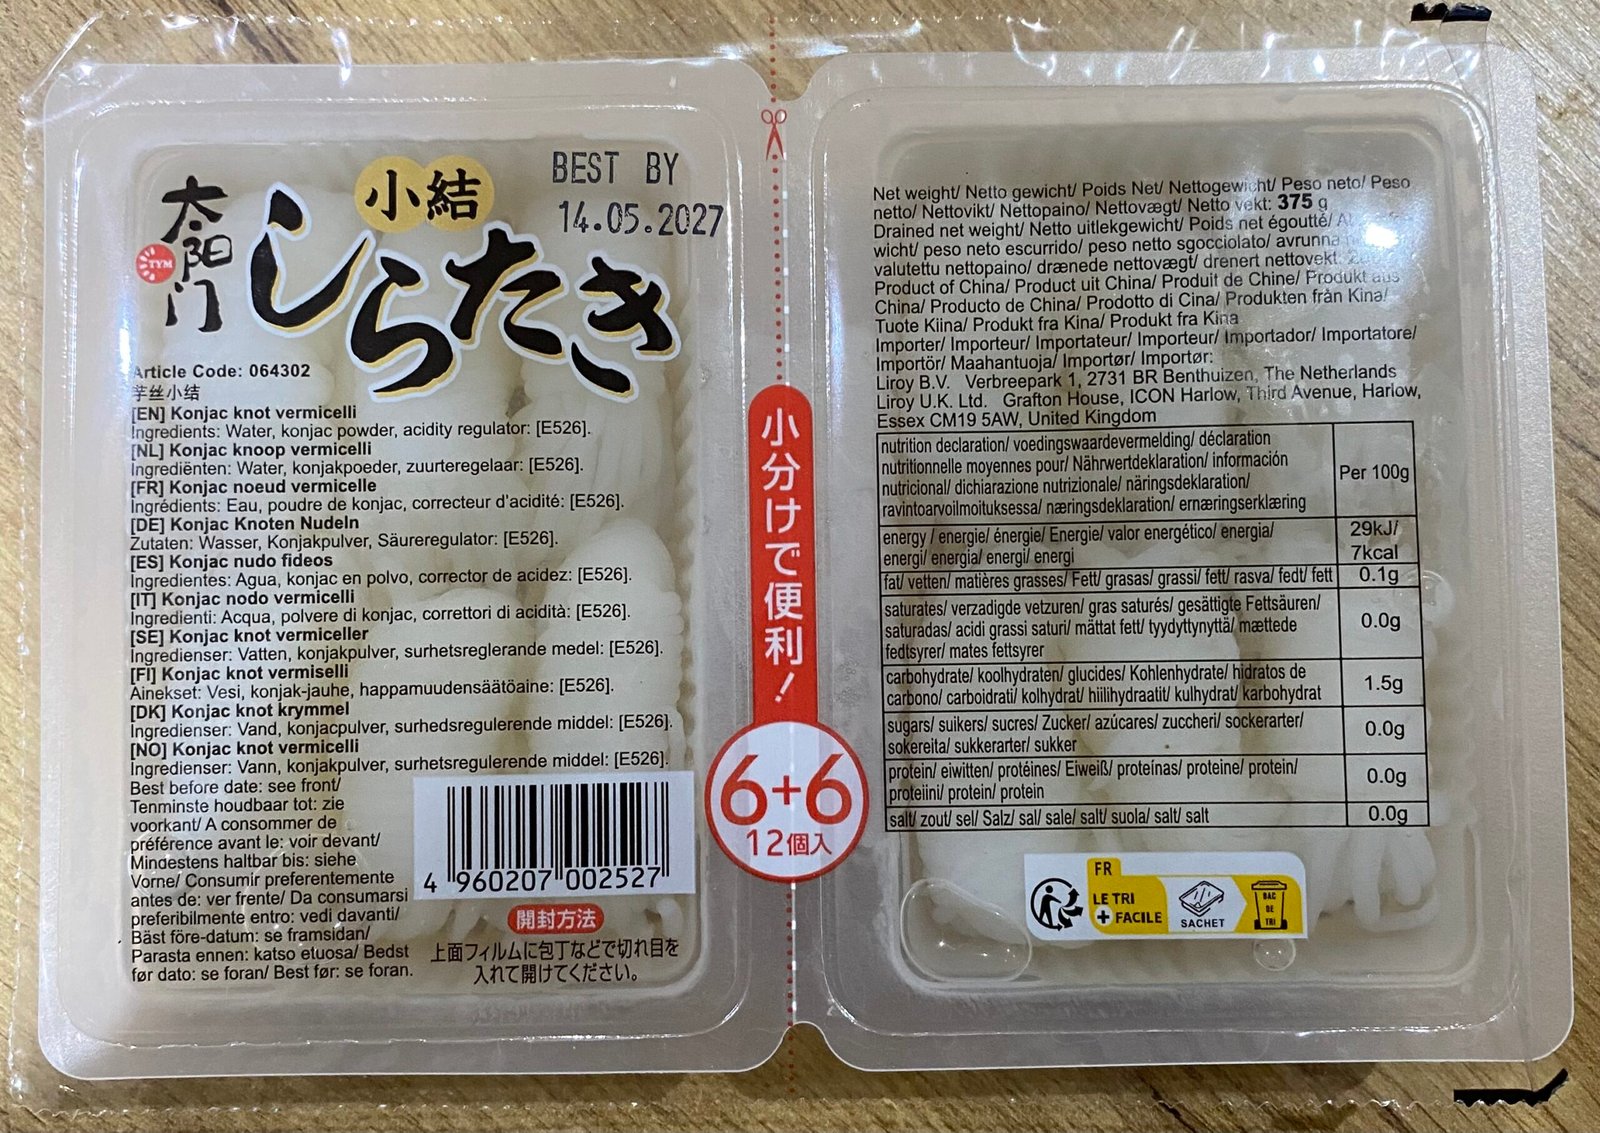 太阳门
TYM
小結
しらたき
BEST BY
14.05.2027
Article Code: 064302
芋丝小结
[EN] Konjac knot vermicelli
Ingredients: Water, konjac powder, acidity regulator: [E526].
[NL] Konjac knoop vermicelli
Ingrediënten: Water, konjakpoeder, zuurteregelaar: [E526].
[FR] Konjac noeud vermicelle
Ingrédients: Eau, poudre de konjac, correcteur d'acidité: [E526].
[DE] Konjac Knoten Nudeln
Zutaten: Wasser, Konjakpulver, Säureregulator: [E526].
[ES] Konjac nudo fideos
Ingredientes: Agua, konjac en polvo, corrector de acidez: [E526].
[IT] Konjac nodo vermicelli
Ingredienti: Acqua, polvere di konjac, correttori di acidità: [E526].
[SE] Konjac knot vermiceller
Ingredienser: Vatten, konjakpulver, surhetsreglerande medel: [E526].
[FI] Konjac knot vermiselli
Ainekset: Vesi, konjak-jauhe, happamuudensäätöaine: [E526].
[DK] Konjac knot krymmel
Ingredienser: Vand, konjacpulver, surhedsregulerende middel: [E526].
[NO] Konjac knot vermicelli
Ingredienser: Vann, konjakpulver, surhetsregulerende middel: [E526].
Best before date: see front/
Tenminste houdbaar tot: zie
voorkant/ A consommer de
préférence avant le: voir devant/
Mindestens haltbar bis: siehe
Vorne/ Consumir preferentemente
antes de: ver frente/ Da consumarsi
preferibilmente entro: vedi davanti/
Bäst före-datum: se framsidan/
Parasta ennen: katso etuosa/ Bedst
før dato: se foran/ Best før: se foran.
4 960207 002527
開封方法
上面フィルムに包丁などで切れ目を
入れて開けてください。
小分けで便利！
6+6
12個入
Net weight/ Netto gewicht/ Poids Net/ Nettogewicht/ Peso neto/ Peso
netto/ Nettovikt/ Nettopaino/ Nettovægt/ Netto vekt: 375 g
Drained net weight/ Netto uitlekgewicht/ Poids net égoutté/
wicht/ peso neto escurrido/ peso netto sgocciolato/
valutettu nettopaino/ drænede nettovægt/ drenert nettovekt:
Product of China/ Product uit China/ Produit de Chine/ Produkt aus
China/ Producto de China/ Prodotto di Cina/ Produkten från Kina/
Tuote Kiina/ Produkt fra Kina/ Produkt fra Kina
Importer/ Importeur/ Importateur/ Importeur/ Importador/ Importatore/
Importör/ Maahantuoja/ Importør/ Importør:
Liroy B.V. Verbreepark 1, 2731 BR Benthuizen, The Netherlands
Liroy U.K. Ltd. Grafton House, ICON Harlow, Third Avenue, Harlow,
Essex CM19 5AW, United Kingdom
nutrition declaration/ voedingswaardevermelding/ déclaration
nutritionnelle moyennes pour/ Nährwertdeklaration/ información
nutricional/ dichiarazione nutrizionale/ näringsdeklaration/
ravintoarvoilmoituksessa/ næringsdeklaration/ ernæringserklæring
Per 100g
energy / energie/ énergie/ Energie/ valor energético/ energia/
energi/ energia/ energi/ energi
29kJ/
7kcal
fat/ vetten/ matières grasses/ Fett/ grasas/ grassi/ fett/ rasva/ fedt/ fett
0.1g
saturates/ verzadigde vetzuren/ gras saturés/ gesättigte Fettsäuren/
saturadas/ acidi grassi saturi/ mättat fett/ tyydyttynyttä/ mættede
fedtsyrer/ mates fettsyrer
0.0g
carbohydrate/ koolhydraten/ glucides/ Kohlenhydrate/ hidratos de
carbono/ carboidrati/ kolhydrat/ hiilihydraatit/ kulhydrat/ karbohydrat
1.5g
sugars/ suikers/ sucres/ Zucker/ azúcares/ zuccheri/ sockerarter/
sokereita/ sukkerarter/ sukker
0.0g
protein/ eiwitten/ protéines/ Eiweiß/ proteínas/ proteine/ protein/
proteiini/ protein/ protein
0.0g
salt/ zout/ sel/ Salz/ sal/ sale/ salt/ suola/ salt/ salt
0.0g
FR
LE TRI
+ FACILE
SACHET
BAC
DE
TRI